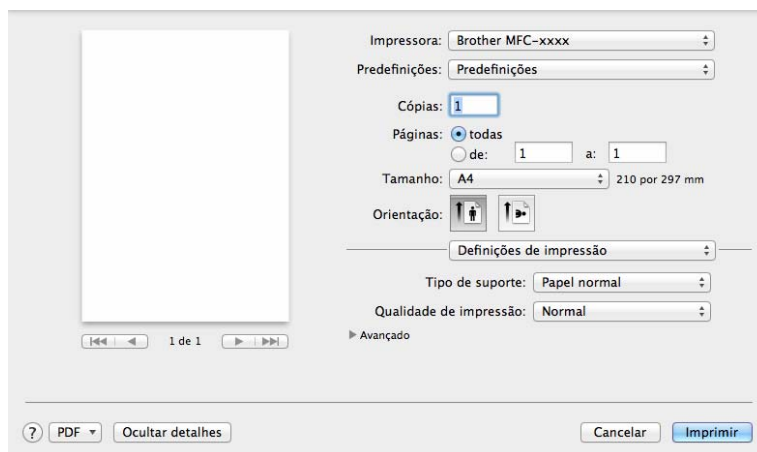 Impressora: Brother MFC-xxxx
Predefinições: Predefinições
Cópias: 1
Páginas: todas
de: 1 a: 1
Tamanho: A4 210 por 297 mm
Orientação:
Definições de impressão
Tipo de suporte: Papel normal
Qualidade de impressão: Normal
1 de 1
Avançado
? PDF Ocultar detalhes Cancelar Imprimir